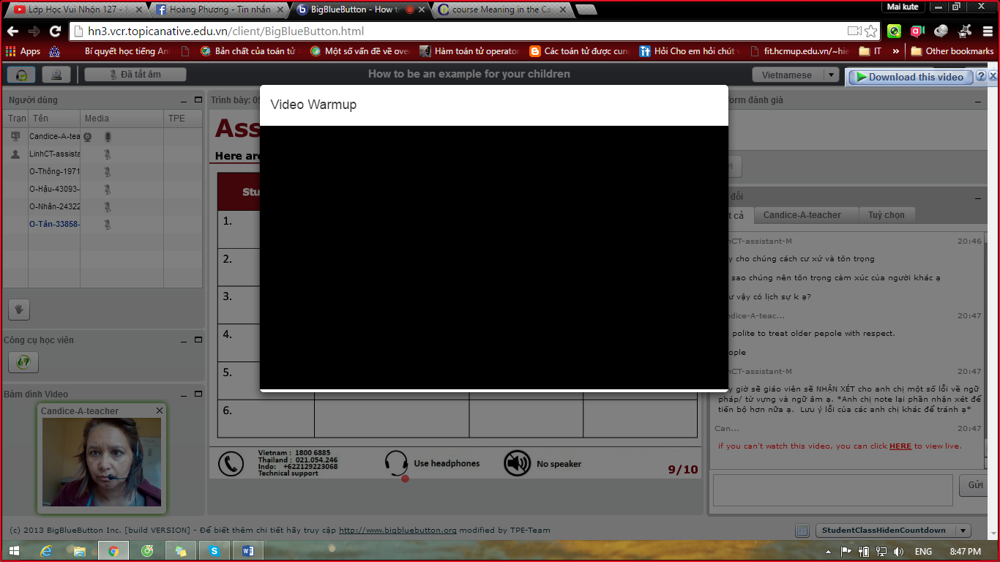 Lớp Học Vui Nhộn 127 -
Hoàng Phương - Tin nhắn
BigBlueButton - How t
course Meaning in the Ca
Mai kute
hn3.vcr.topicanative.edu.vn/client/BigBlueButton.html
Apps
Bí quyết học tiếng An
Bản chất của toán tử
Một số vấn đề về over
Hàm toán tử operator
Các toán tử được cung
Hỏi Cho em hỏi chút v
fit.hcmup.edu.vn/~hie
IT
»
Other bookmarks
Đã tắt âm
How to be an example for your children
Vietnamese
Download this video
Người dùng
Trạn
Tên
Media
TPE
Candice-A-tea
LinhCT-assista
O-Thông-1971
O-Hậu-43093-
O-Nhân-24322
O-Tân-33858-
Công cụ học viên
Bám dính Video
Candice-A-teacher
Trình bày: 05
Ass
Here are
Stu
1.
2.
3.
4.
5.
6.
Video Warmup
Vietnam : 1800 6885
Thailand : 021.054.246
Indo: +622129223068
Technical support
Use headphones
No speaker
9/10
form đánh giá
đổi
t cả
Candice-A-teacher
Tuỳ chọn
hCT-assistant-M 20:46
y cho chúng cách cư xử và tôn trọng
sao chúng nên tôn trọng cảm xúc của người khác ạ
ư vậy có lịch sự k ạ?
ndice-A-teac... 20:47
polite to treat older pepole with respect.
ople
hCT-assistant-M 20:47
y giờ sẽ giáo viên sẽ NHẬN XÉT cho anh chị một số lỗi về ngữ
pháp/ từ vựng và ngữ âm ạ. *Anh chị note lại phần nhận xét để
tiến bộ hơn nữa ạ. Lưu ý lỗi của các anh chị khác để tránh ạ*
Can... 20:47
if you can't watch this video, you can click HERE to view live.
Gửi
(c) 2013 BigBlueButton Inc. [build VERSION] - Để biết thêm chi tiết hãy truy cập http://www.bigbluebutton.org modified by TPE-Team
StudentClassHidenCountdown
ENG
8:47 PM